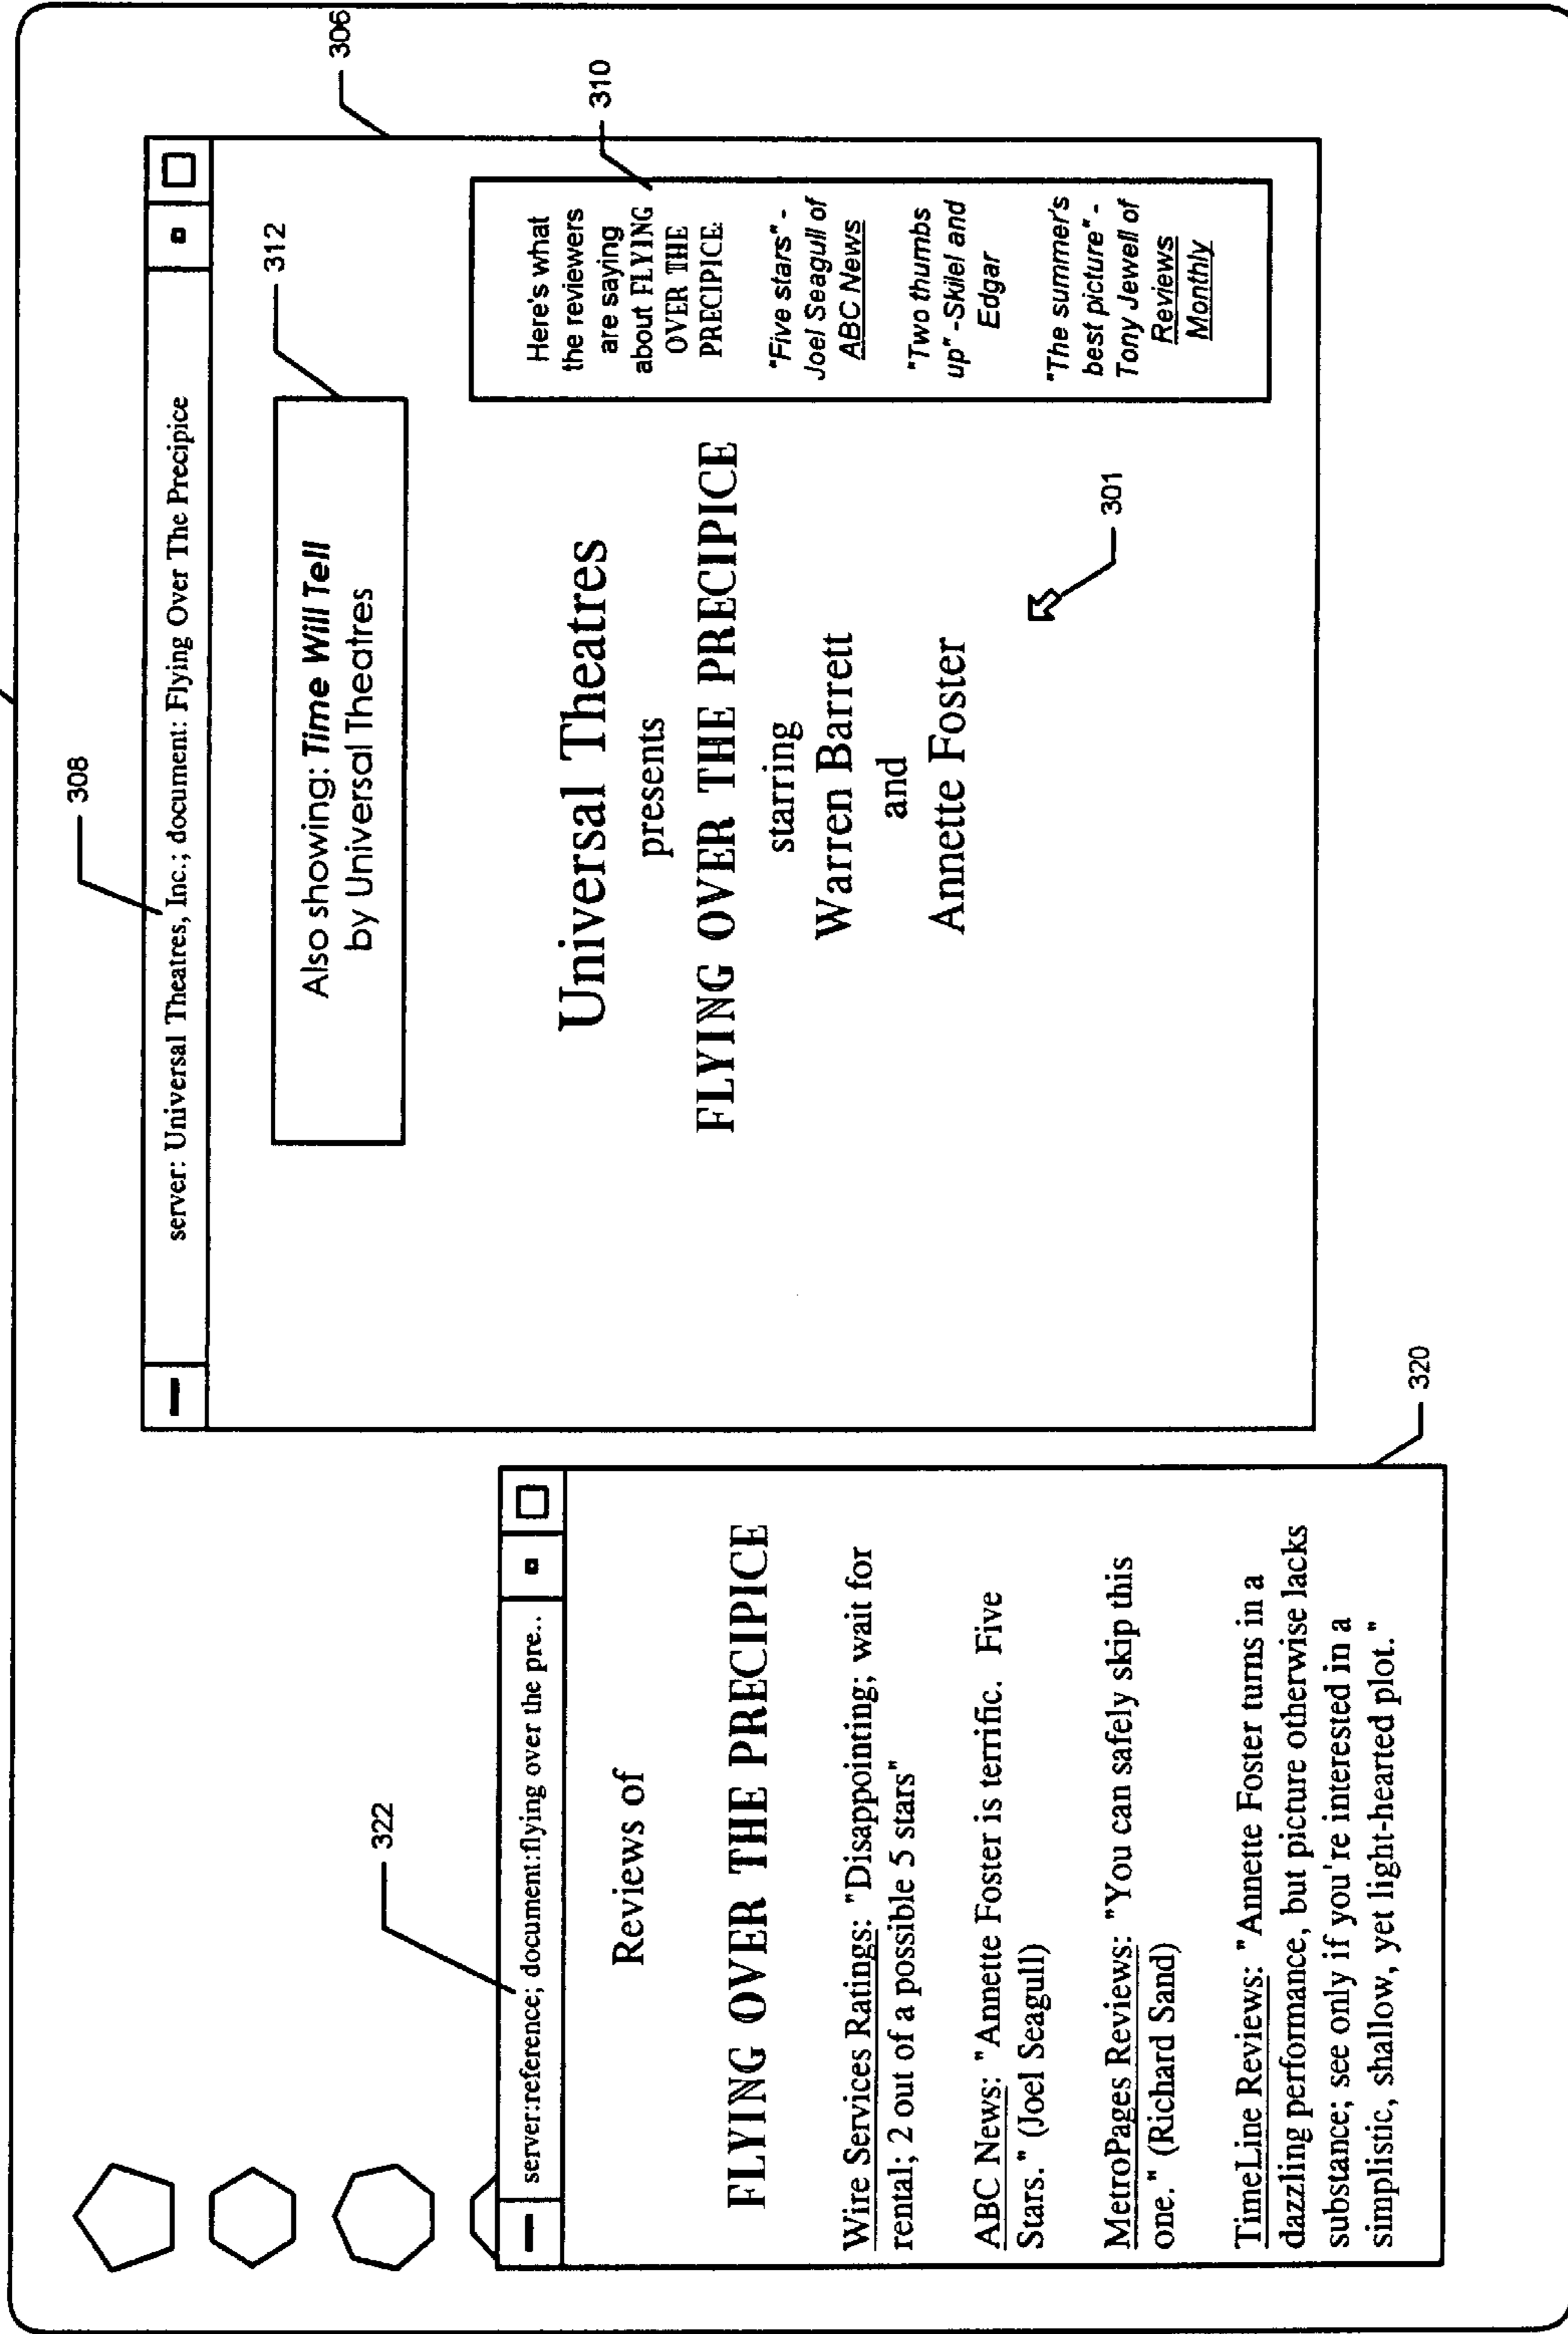 308
306
server: Universal Theatres, Inc.; document: Flying Over The Precipice
312
Also showing: Time Will Tell
by Universal Theatres
310
Here's what
the reviewers
are saying
about FLYING
OVER THE
PRECIPICE:
"Five stars" -
Joel Seagull of
ABC News
"Two thumbs
up" -Skilel and
Edgar
"The summer's
best picture" -
Tony Jewell of
Reviews
Monthly
Universal Theatres
presents
FLYING OVER THE PRECIPICE
starring
Warren Barrett
and
Annette Foster
301
322
server:reference; document:flying over the pre..
Reviews of
FLYING OVER THE PRECIPICE
Wire Services Ratings: "Disappointing; wait for
rental; 2 out of a possible 5 stars"
ABC News: "Annette Foster is terrific. Five
Stars." (Joel Seagull)
MetroPages Reviews: "You can safely skip this
one." (Richard Sand)
TimeLine Reviews: "Annette Foster turns in a
dazzling performance, but picture otherwise lacks
substance; see only if you're interested in a
simplistic, shallow, yet light-hearted plot."
320